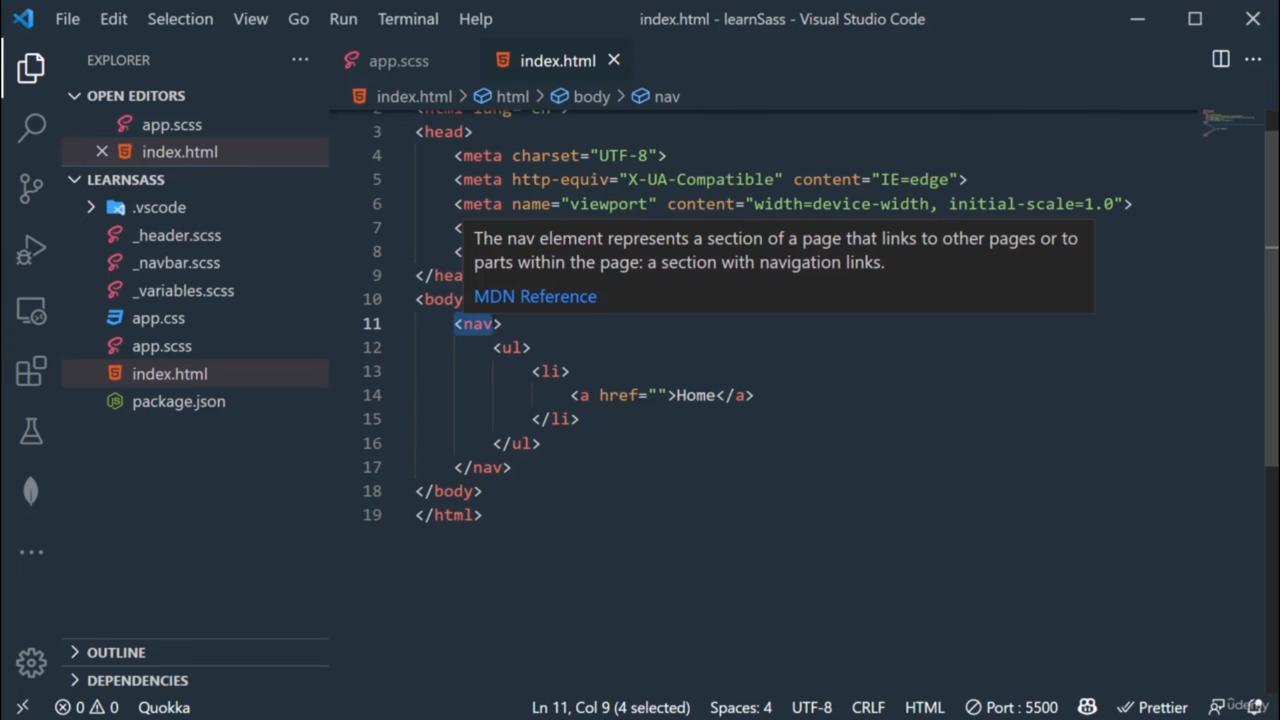 File Edit Selection View Go Run Terminal Help index.html - learnSass - Visual Studio Code
EXPLORER
OPEN EDITORS
app.scss
index.html
LEARNSASS
.vscode
_header.scss
_navbar.scss
_variables.scss
app.css
app.scss
index.html
package.json
OUTLINE
DEPENDENCIES
app.scss index.html
index.html > html > body > nav
3 <head>
4 <meta charset="UTF-8">
5 <meta http-equiv="X-UA-Compatible" content="IE=edge">
6 <meta name="viewport" content="width=device-width, initial-scale=1.0">
7 <
8 <
The nav element represents a section of a page that links to other pages or to
parts within the page: a section with navigation links.
MDN Reference
9 </hea
10 <body
11 <nav>
12 <ul>
13 <li>
14 <a href="">Home</a>
15 </li>
16 </ul>
17 </nav>
18 </body>
19 </html>
0 0 Quokka Ln 11, Col 9 (4 selected) Spaces: 4 UTF-8 CRLF HTML Port : 5500 Prettier